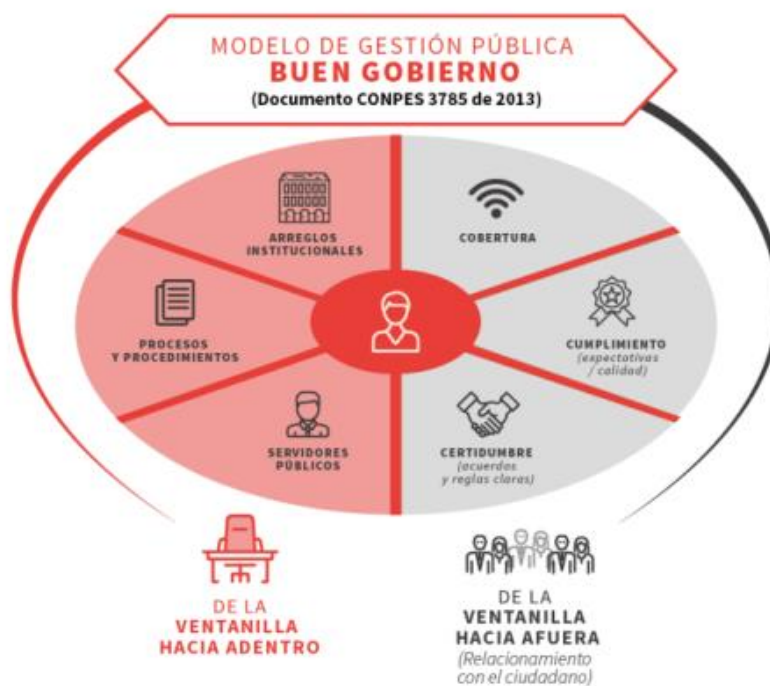 MODELO DE GESTIÓN PÚBLICA
BUEN GOBIERNO
(Documento CONPES 3785 de 2013)
ARREGLOS
INSTITUCIONALES
COBERTURA
PROCESOS
Y PROCEDIMIENTOS
CUMPLIMIENTO
(expectativas
/ calidad)
SERVIDORES
PÚBLICOS
CERTIDUMBRE
(acuerdos
y reglas claras)
DE LA
VENTANILLA
HACIA ADENTRO
DE LA
VENTANILLA
HACIA AFUERA
(Relacionamiento
con el ciudadano)